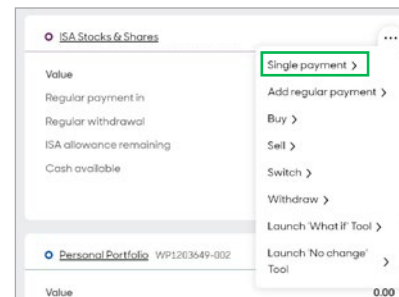 ISA Stocks & Shares
...
Value
Regular payment in
Regular withdrawal
ISA allowance remaining
Cash available
Single payment >
Add regular payment >
Buy >
Sell >
Switch >
Withdraw >
Launch 'What if' Tool >
Launch 'No change'
Tool >
Personal Portfolio WP1203649-002
Value 0.00